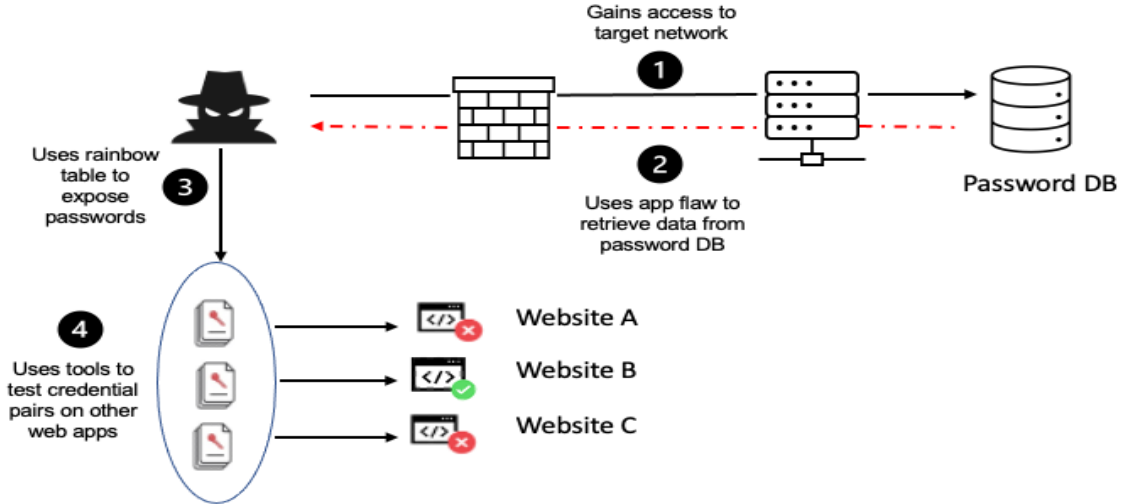 Gains access to
target network
1
2
Uses app flaw to
retrieve data from
password DB
Password DB
Uses rainbow
table to
expose
passwords
3
4
Uses tools to
test credential
pairs on other
web apps
</>
Website A
</>
Website B
</>
Website C